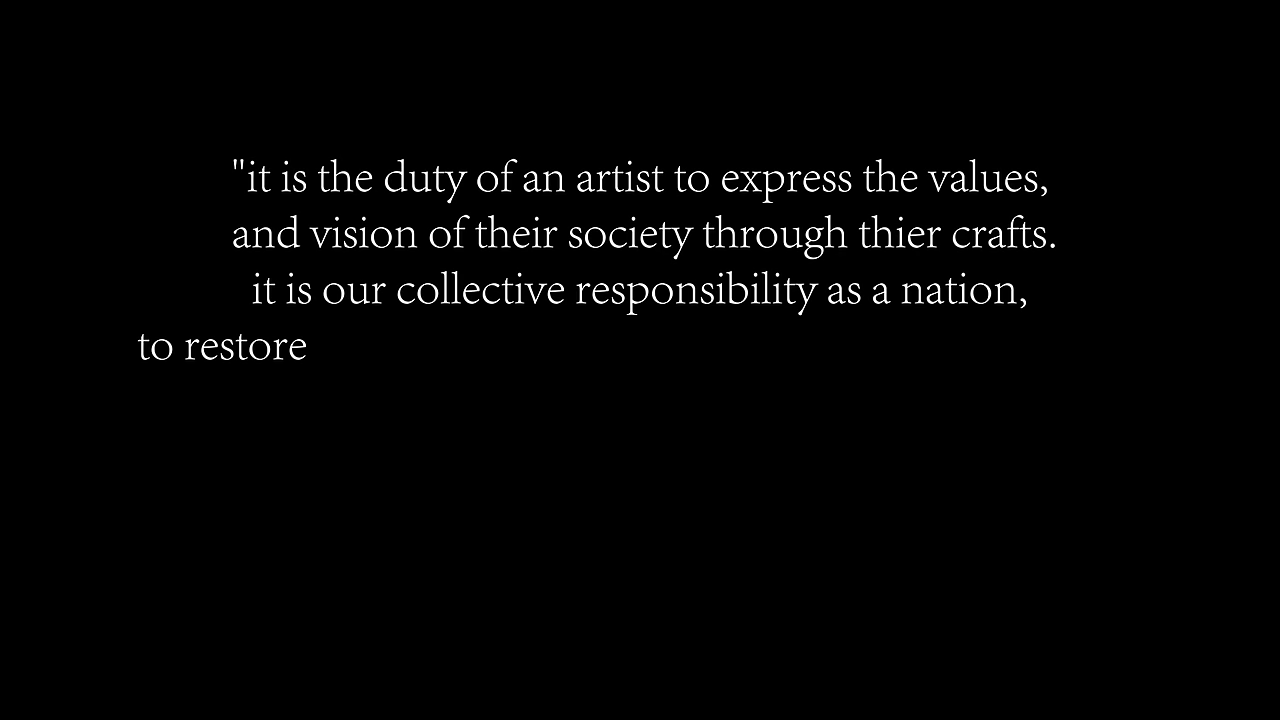 "it is the duty of an artist to express the values,
and vision of their society through thier crafts.
it is our collective responsibility as a nation,
to restore